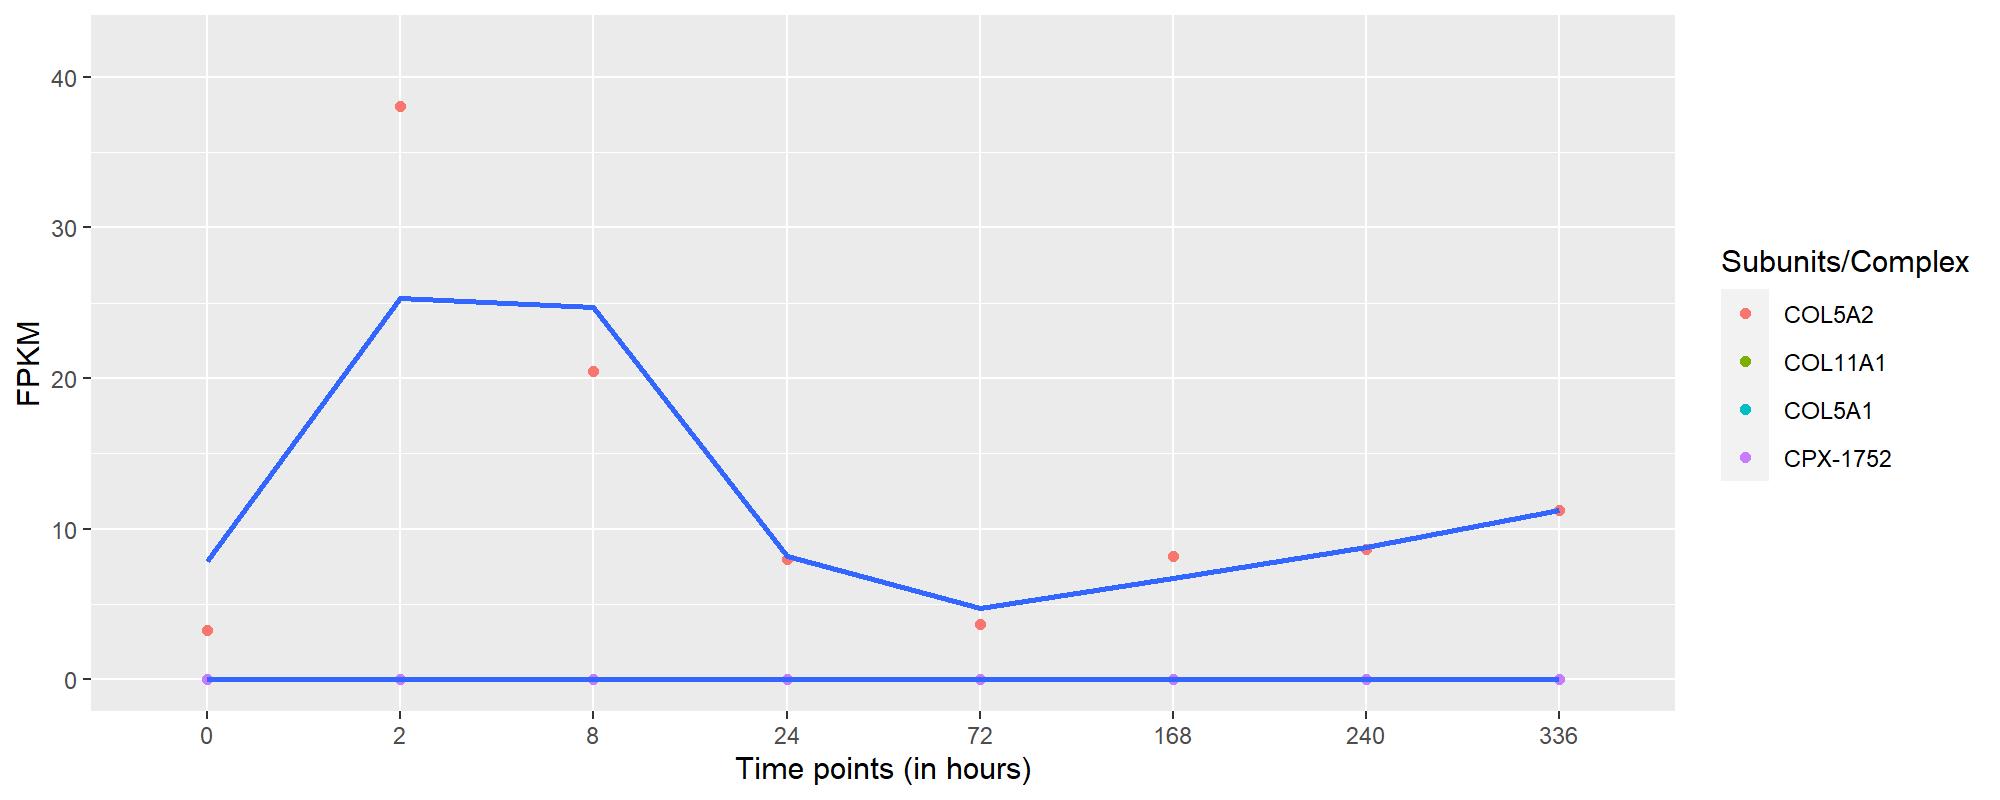 40
30
20
10
0
FPKM
0 2 8 24 72 168 240 336
Time points (in hours)
Subunits/Complex
COL5A2
COL11A1
COL5A1
CPX-1752